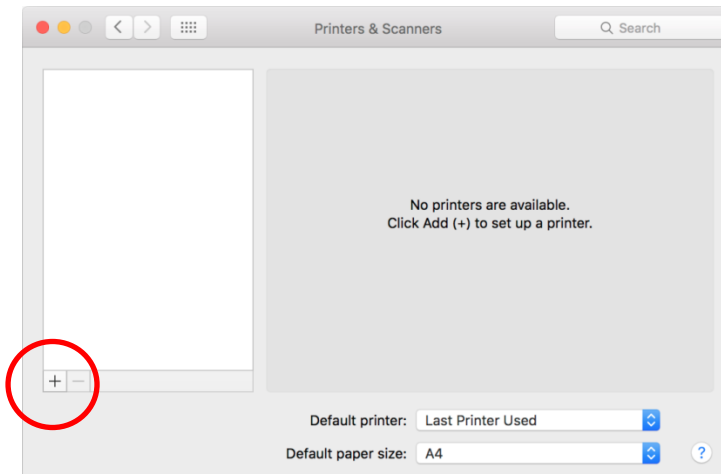 Printers & Scanners
Search
No printers are available.
Click Add (+) to set up a printer.
+ −
Default printer: Last Printer Used
Default paper size: A4
?